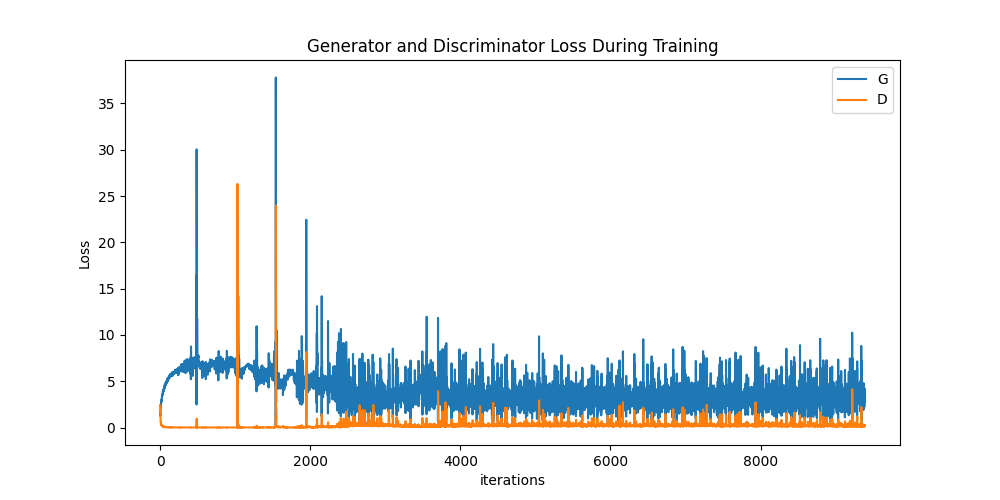 Generator and Discriminator Loss During Training
G
D
Loss
35
30
25
20
15
10
5
0
0 2000 4000 6000 8000
iterations